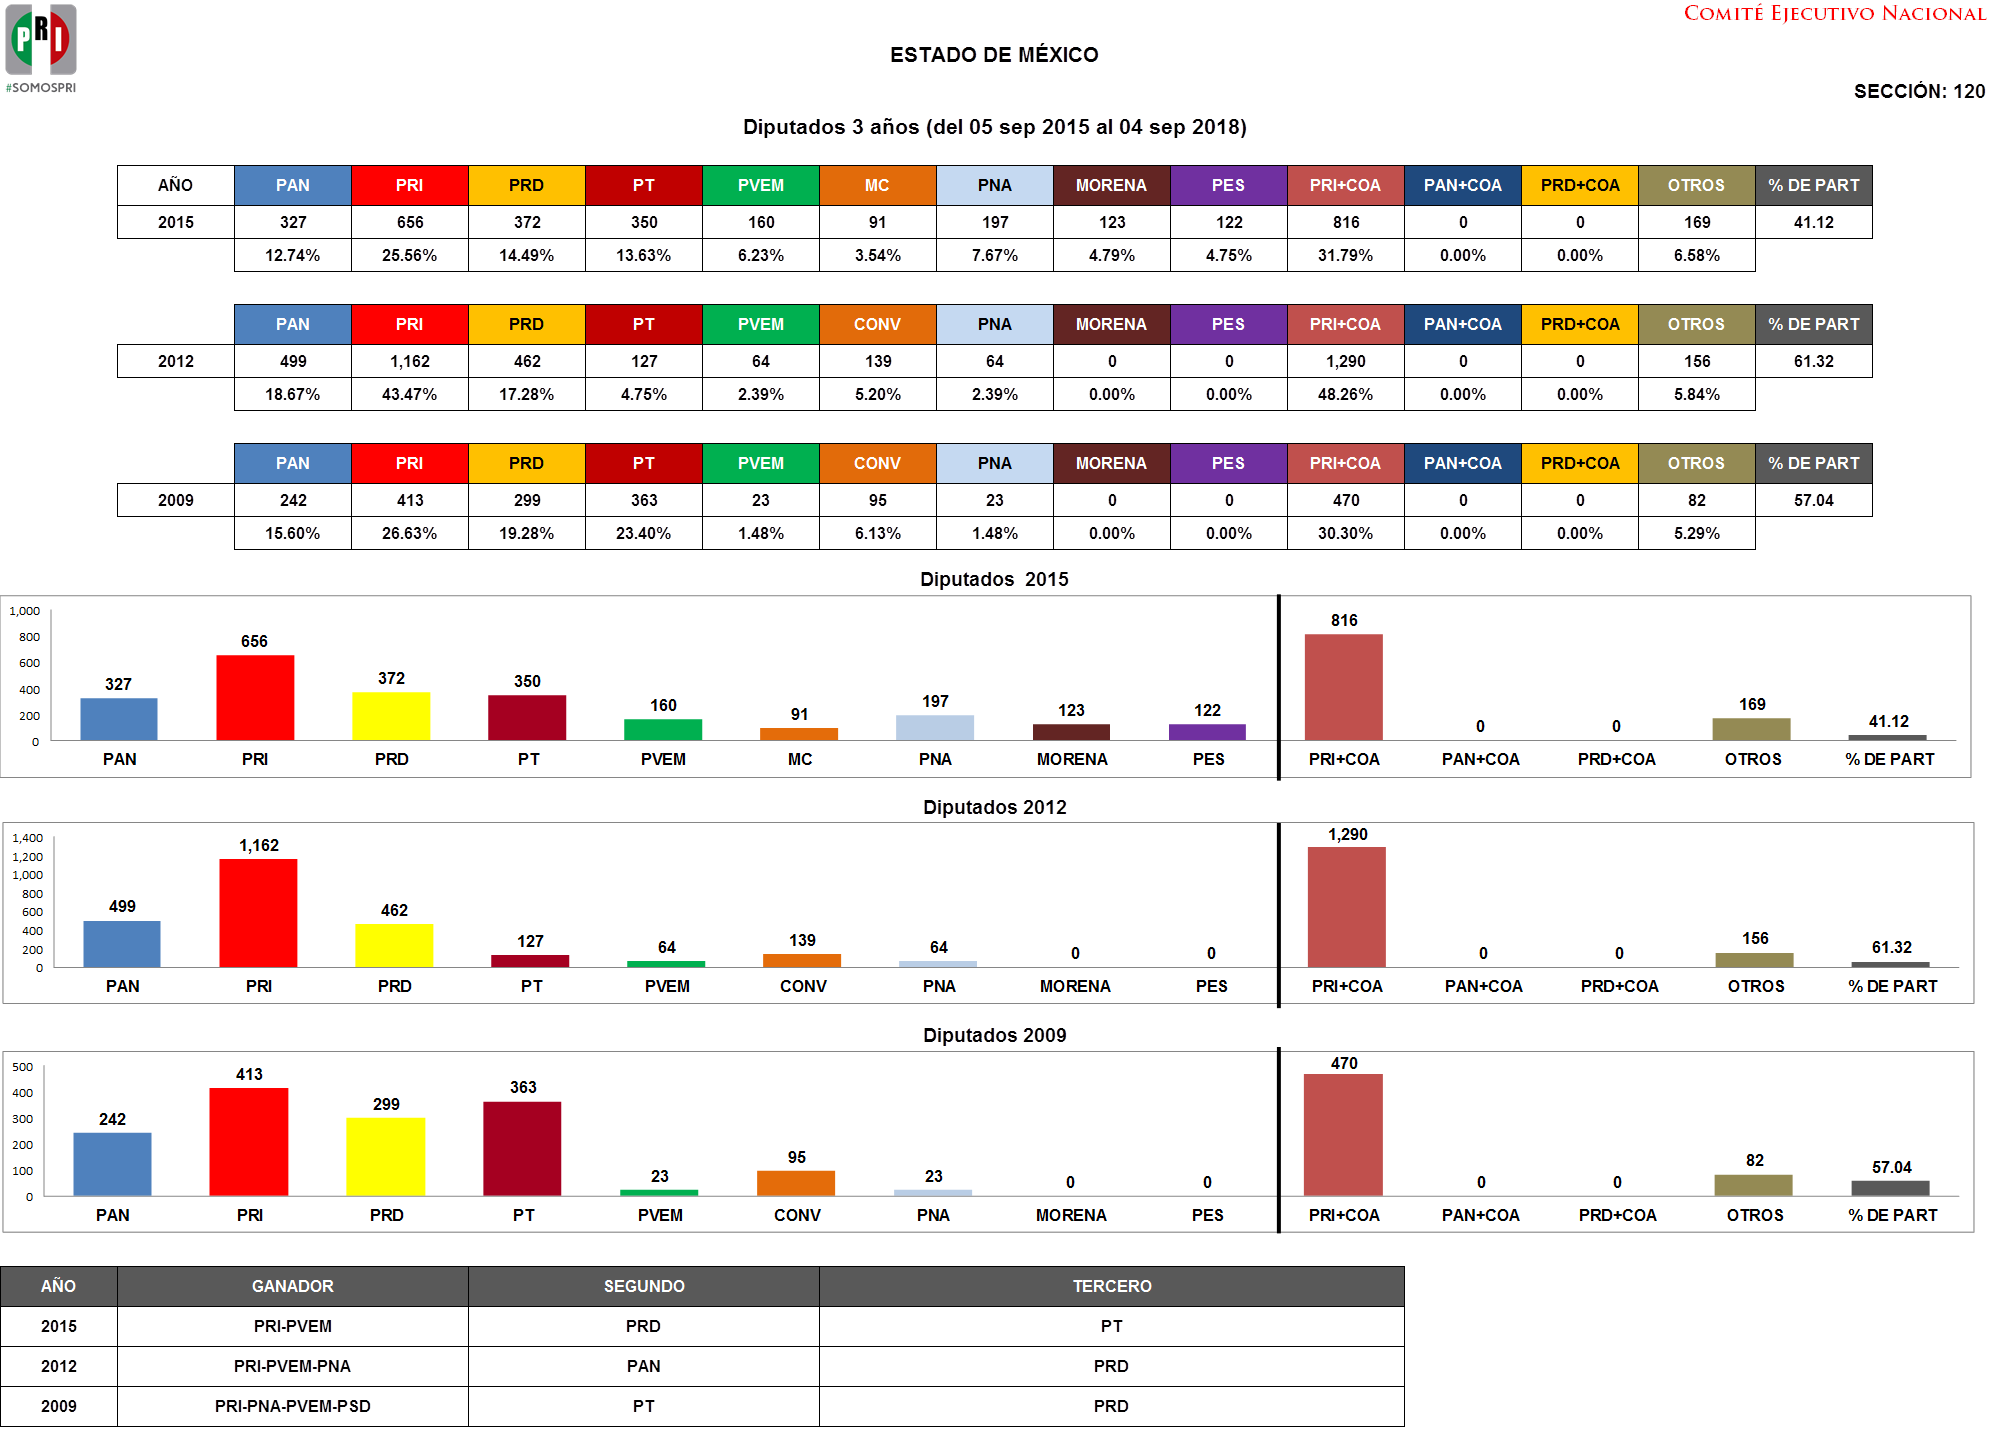 PRI
#SOMOSPRI
COMITÉ EJECUTIVO NACIONAL
ESTADO DE MÉXICO
SECCIÓN: 120
Diputados 3 años (del 05 sep 2015 al 04 sep 2018)
AÑO PAN PRI PRD PT PVEM MC PNA MORENA PES PRI+COA PAN+COA PRD+COA OTROS % DE PART
2015 327 656 372 350 160 91 197 123 122 816 0 0 169 41.12
12.74% 25.56% 14.49% 13.63% 6.23% 3.54% 7.67% 4.79% 4.75% 31.79% 0.00% 0.00% 6.58%
PAN PRI PRD PT PVEM CONV PNA MORENA PES PRI+COA PAN+COA PRD+COA OTROS % DE PART
2012 499 1,162 462 127 64 139 64 0 0 1,290 0 0 156 61.32
18.67% 43.47% 17.28% 4.75% 2.39% 5.20% 2.39% 0.00% 0.00% 48.26% 0.00% 0.00% 5.84%
PAN PRI PRD PT PVEM CONV PNA MORENA PES PRI+COA PAN+COA PRD+COA OTROS % DE PART
2009 242 413 299 363 23 95 23 0 0 470 0 0 82 57.04
15.60% 26.63% 19.28% 23.40% 1.48% 6.13% 1.48% 0.00% 0.00% 30.30% 0.00% 0.00% 5.29%
Diputados 2015
1,000
800
600
400
200
0
327 656 372 350 160 91 197 123 122 816 0 0 169 41.12
PAN PRI PRD PT PVEM MC PNA MORENA PES PRI+COA PAN+COA PRD+COA OTROS % DE PART
Diputados 2012
1,400
1,200
1,000
800
600
400
200
0
499 1,162 462 127 64 139 64 0 0 1,290 0 0 156 61.32
PAN PRI PRD PT PVEM CONV PNA MORENA PES PRI+COA PAN+COA PRD+COA OTROS % DE PART
Diputados 2009
500
400
300
200
100
0
242 413 299 363 23 95 23 0 0 470 0 0 82 57.04
PAN PRI PRD PT PVEM CONV PNA MORENA PES PRI+COA PAN+COA PRD+COA OTROS % DE PART
AÑO GANADOR SEGUNDO TERCERO
2015 PRI-PVEM PRD PT
2012 PRI-PVEM-PNA PAN PRD
2009 PRI-PNA-PVEM-PSD PT PRD